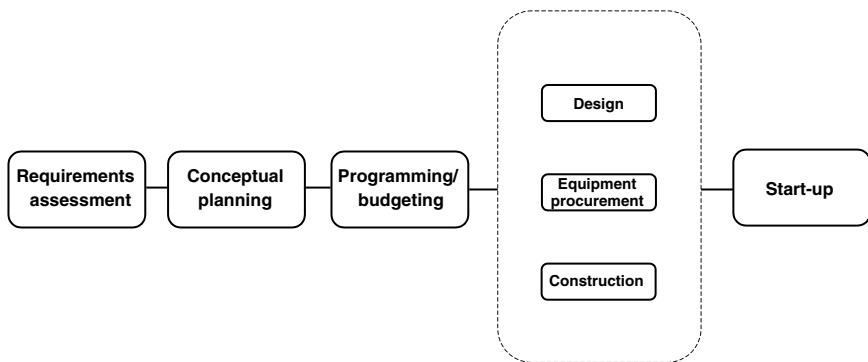 Requirements
assessment
Conceptual
planning
Programming/
budgeting
Design
Equipment
procurement
Construction
Start-up